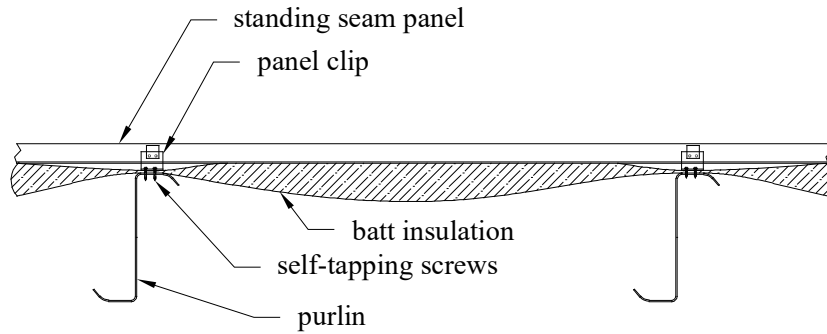 standing seam panel
panel clip
batt insulation
self-tapping screws
purlin